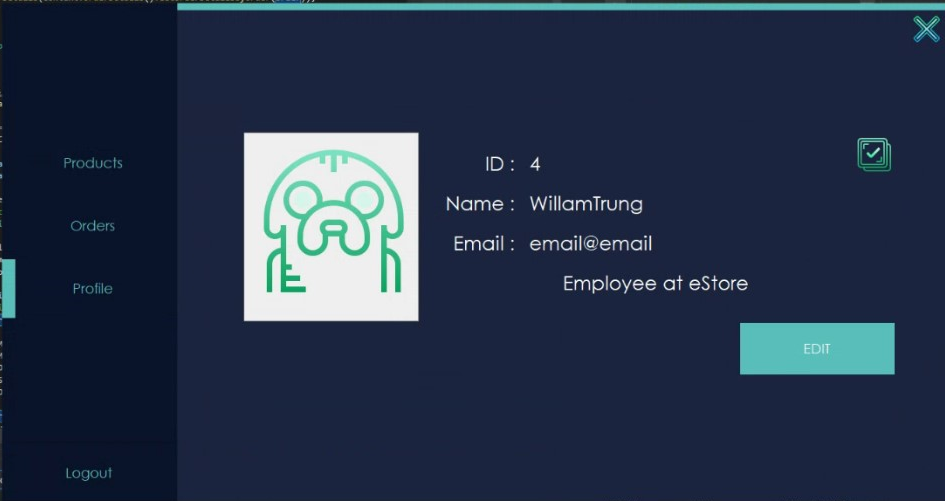 Products
Orders
Profile
Logout
ID : 4
Name : WillamTrung
Email : email@email
Employee at eStore
EDIT